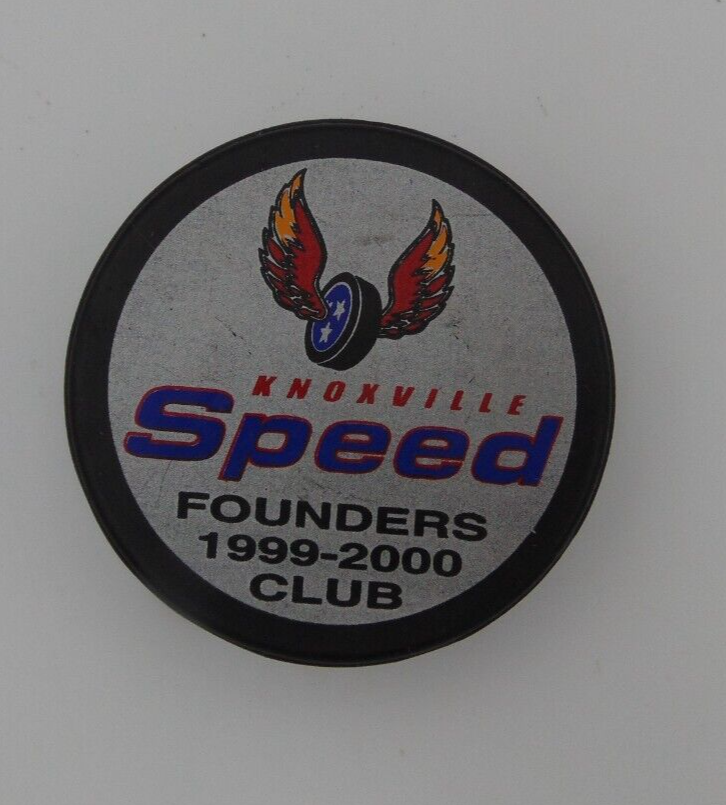 KNOXVILLE
Speed
FOUNDERS
1999-2000
CLUB